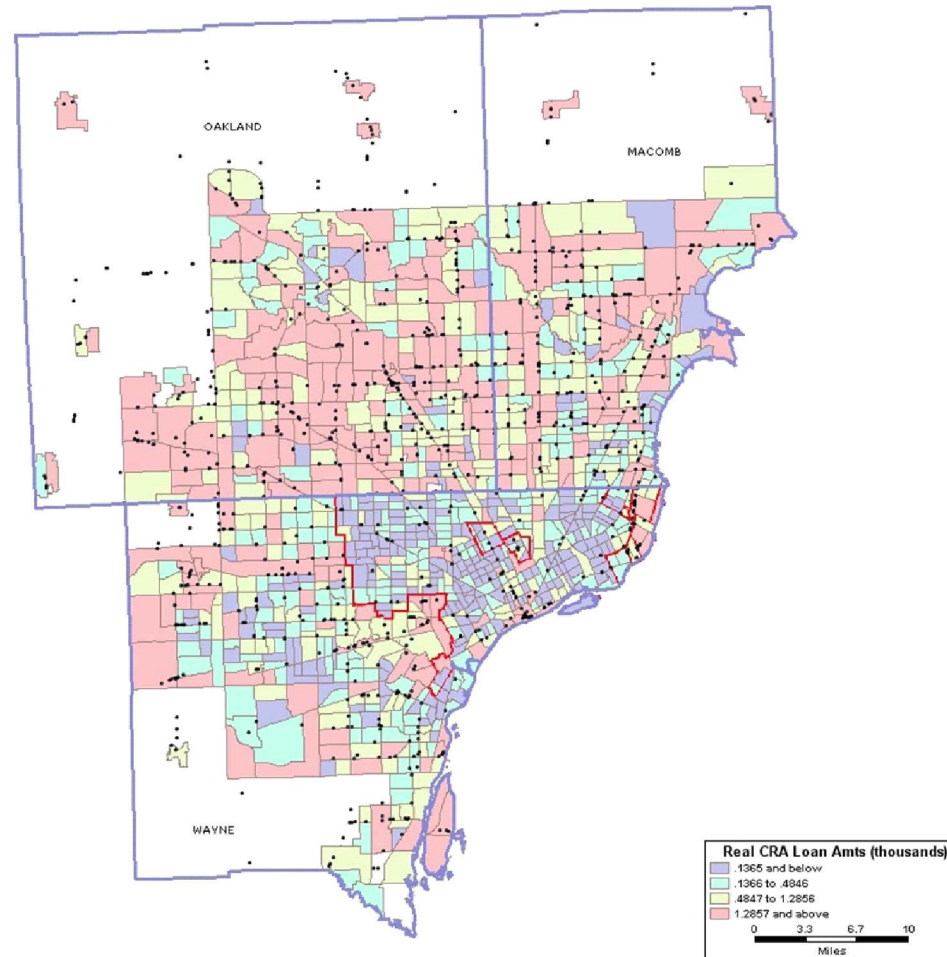 OAKLAND
MACOMB
WAYNE
Real CRA Loan Amts (thousands)
.1365 and below
.1366 to .4846
.4847 to 1.2856
1.2857 and above
0 3.3 6.7 10
Miles